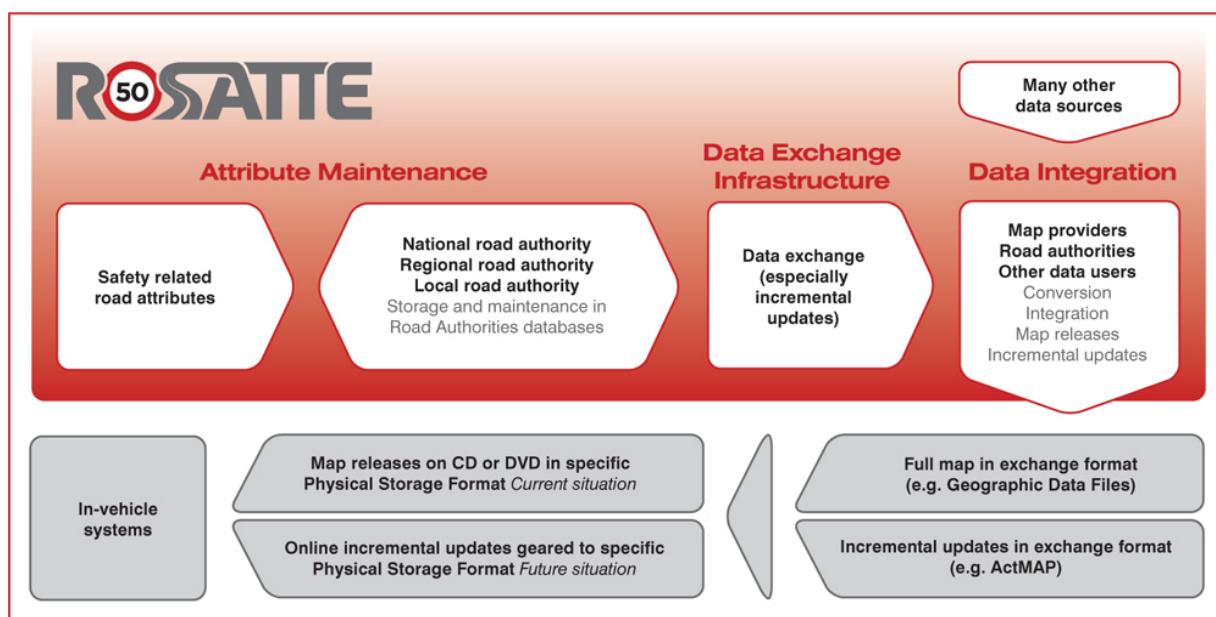 ROSATTE
50
Many other
data sources
Attribute Maintenance
Data Exchange
Infrastructure
Data Integration
Safety related
road attributes
National road authority
Regional road authority
Local road authority
Storage and maintenance in
Road Authorities databases
Data exchange
(especially
incremental
updates)
Map providers
Road authorities
Other data users
Conversion
Integration
Map releases
Incremental updates
In-vehicle
systems
Map releases on CD or DVD in specific
Physical Storage Format Current situation
Online incremental updates geared to specific
Physical Storage Format Future situation
Full map in exchange format
(e.g. Geographic Data Files)
Incremental updates in exchange format
(e.g. ActMAP)